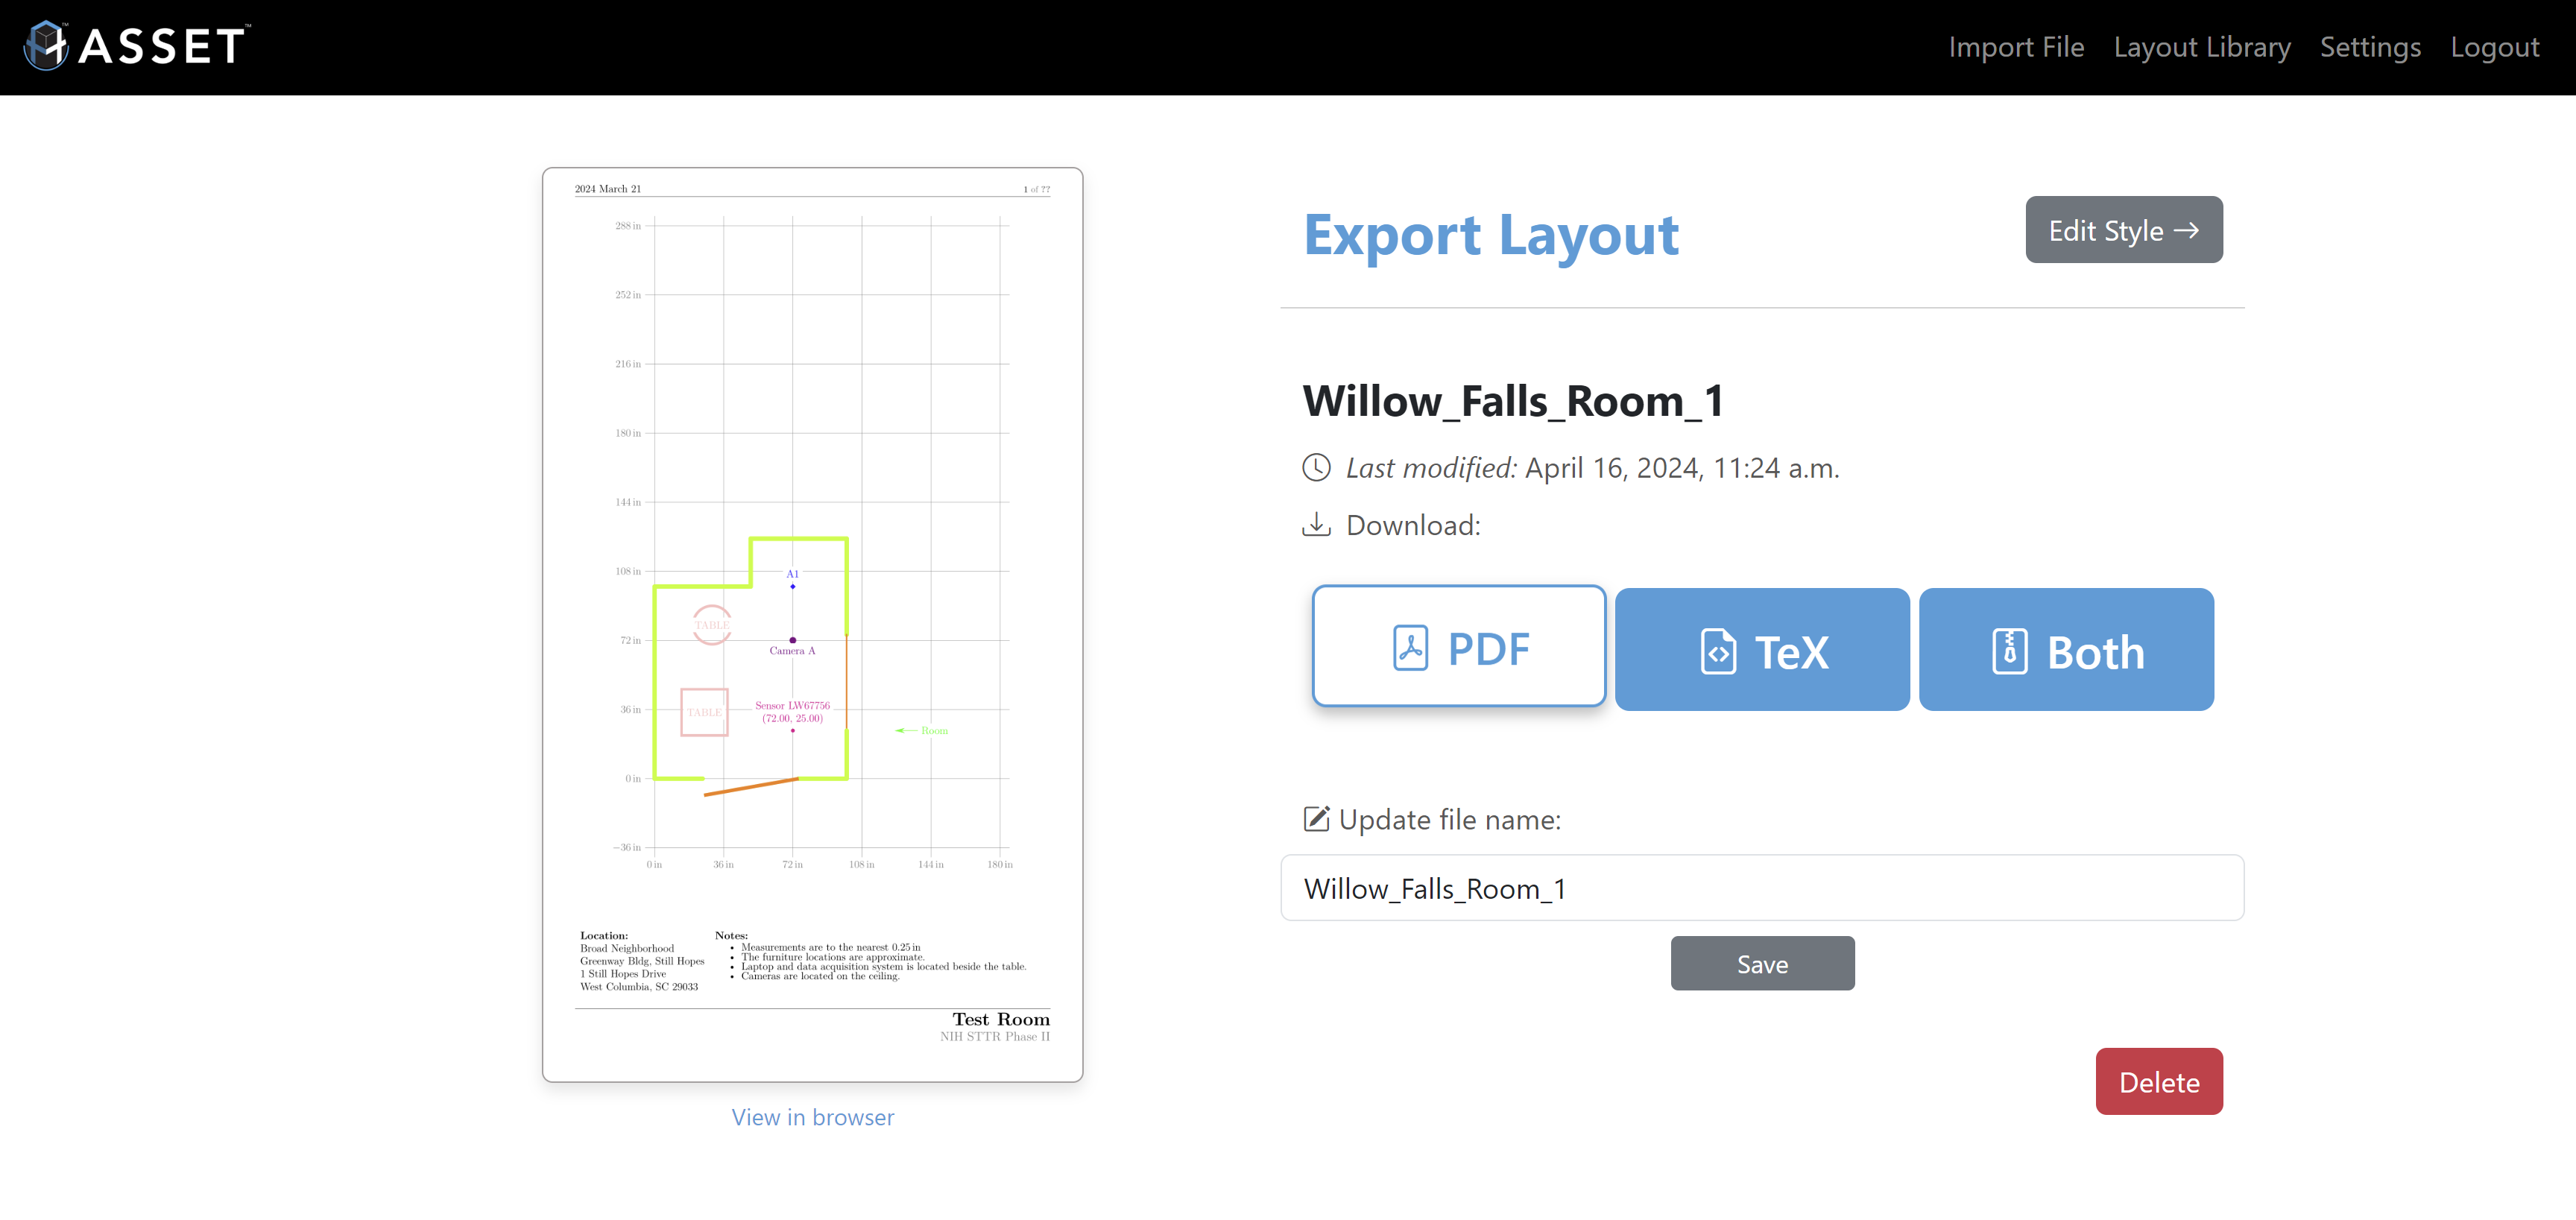 ASSET™
Import File Layout Library Settings Logout
2024 March 21 1 of ??
288 in
252 in
216 in
180 in
144 in
108 in
72 in
36 in
0 in
−36 in
0 in 36 in 72 in 108 in 144 in 180 in
A1
TABLE
Camera A
TABLE
Sensor LW67756
(72.00, 25.00)
Room
Location:
Broad Neighborhood
Greenway Bldg, Still Hopes
1 Still Hopes Drive
West Columbia, SC 29033
Notes:
• Measurements are to the nearest 0.25 in
• The furniture locations are approximate.
• Laptop and data acquisition system is located beside the table.
• Cameras are located on the ceiling.
Test Room
NIH STTR Phase II
View in browser
Export Layout
Edit Style →
Willow_Falls_Room_1
Last modified: April 16, 2024, 11:24 a.m.
Download:
PDF TeX Both
Update file name:
Willow_Falls_Room_1
Save
Delete